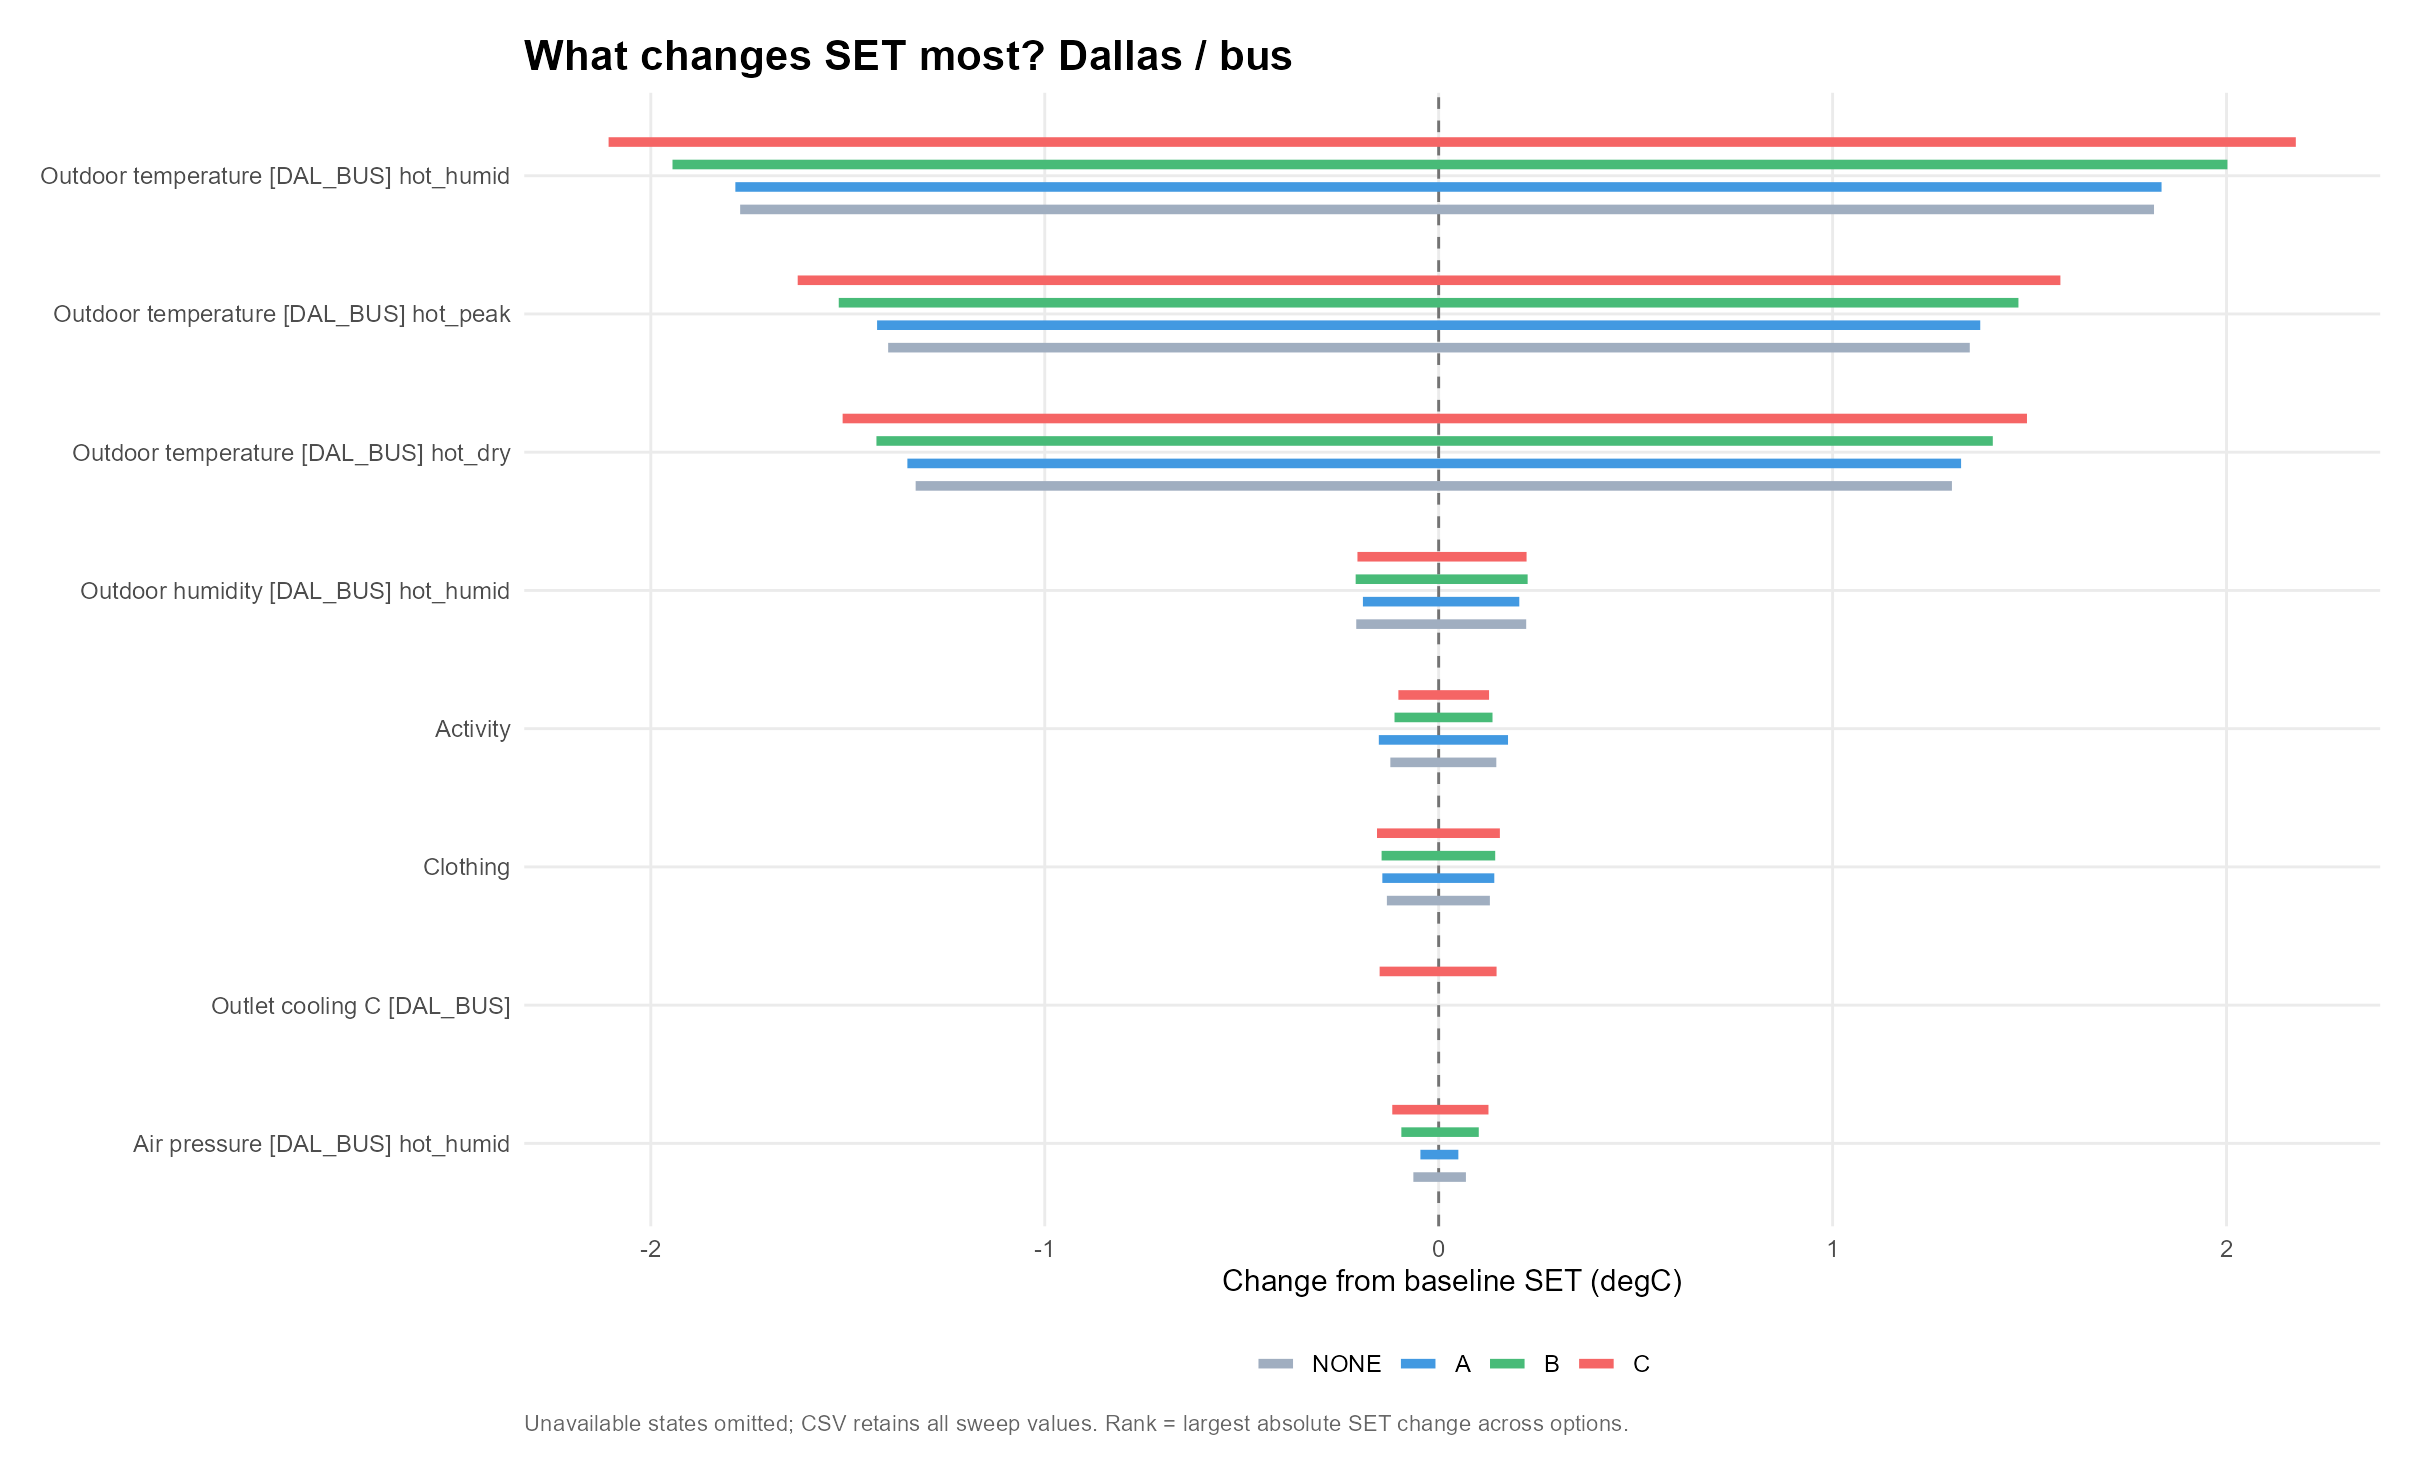 What changes SET most? Dallas / bus
Outdoor temperature [DAL_BUS] hot_humid
Outdoor temperature [DAL_BUS] hot_peak
Outdoor temperature [DAL_BUS] hot_dry
Outdoor humidity [DAL_BUS] hot_humid
Activity
Clothing
Outlet cooling C [DAL_BUS]
Air pressure [DAL_BUS] hot_humid
-2 -1 0 1 2
Change from baseline SET (degC)
NONE A B C
Unavailable states omitted; CSV retains all sweep values. Rank = largest absolute SET change across options.